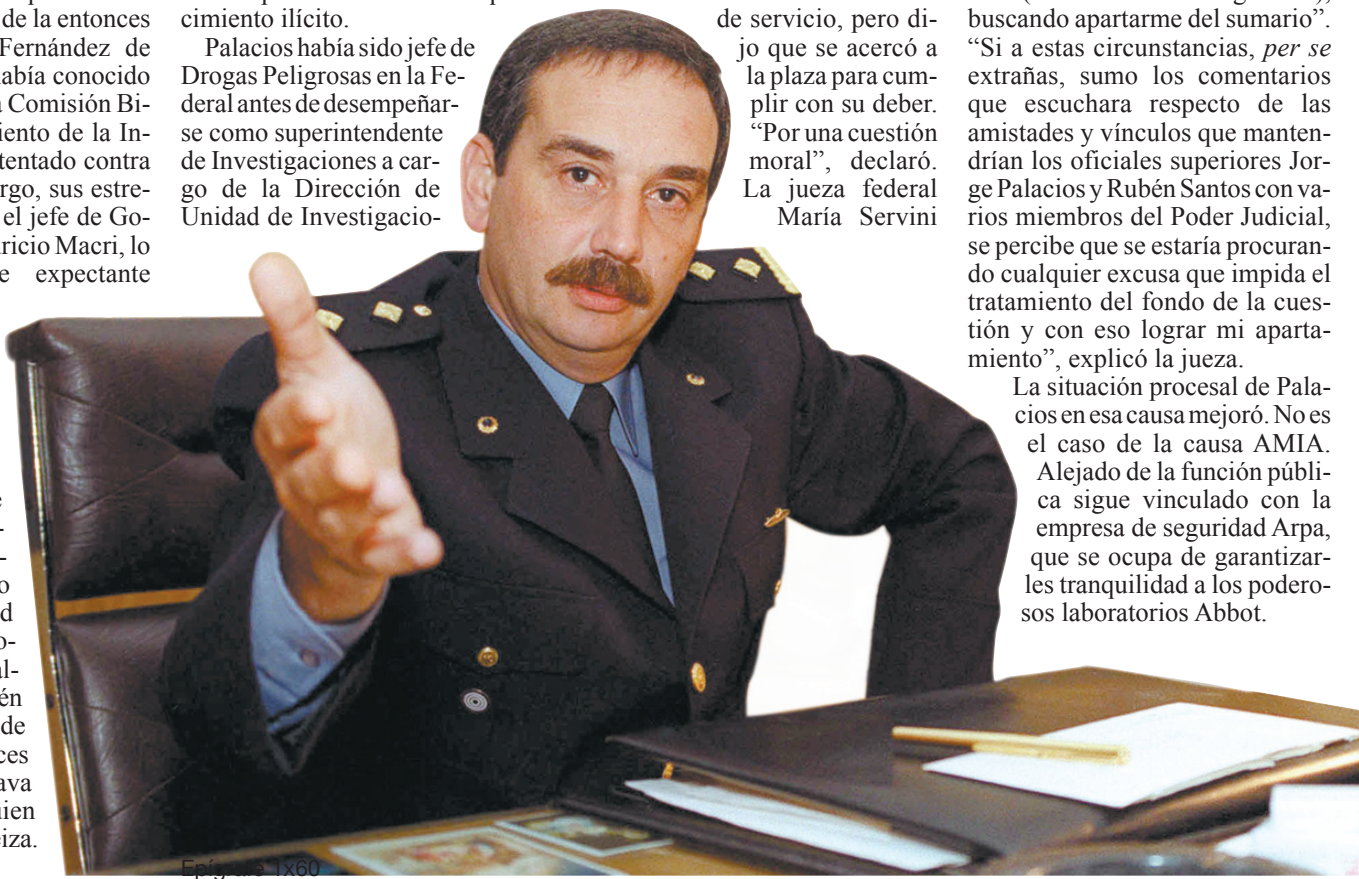 de la entonces
Fernández de
abía conocido
a Comisión Bi-
iento de la In-
tentado contra
rgo, sus estre-
el jefe de Go-
ricio Macri, lo
e expectante
e
-
-
o
d
o-
al-
én
de
ces
ava
ien
eiza.
cimiento ilícito.
Palacios había sido jefe de
Drogas Peligrosas en la Fe-
deral antes de desempeñar-
se como superintendente
de Investigaciones a car-
go de la Dirección de
Unidad de Investigacio-
de servicio, pero di-
jo que se acercó a
la plaza para cum-
plir con su deber.
“Por una cuestión
moral”, declaró.
La jueza federal
María Servini
buscando apartarme del sumario”.
“Si a estas circunstancias, per se
extrañas, sumo los comentarios
que escuchara respecto de las
amistades y vínculos que manten-
drían los oficiales superiores Jor-
ge Palacios y Rubén Santos con va-
rios miembros del Poder Judicial,
se percibe que se estaría procuran-
do cualquier excusa que impida el
tratamiento del fondo de la cues-
tión y con eso lograr mi aparta-
miento”, explicó la jueza.
La situación procesal de Pala-
cios en esa causa mejoró. No es
el caso de la causa AMIA.
Alejado de la función públi-
ca sigue vinculado con la
empresa de seguridad Arpa,
que se ocupa de garantizar-
les tranquilidad a los podero-
sos laboratorios Abbot.
Epígrafe 1x60